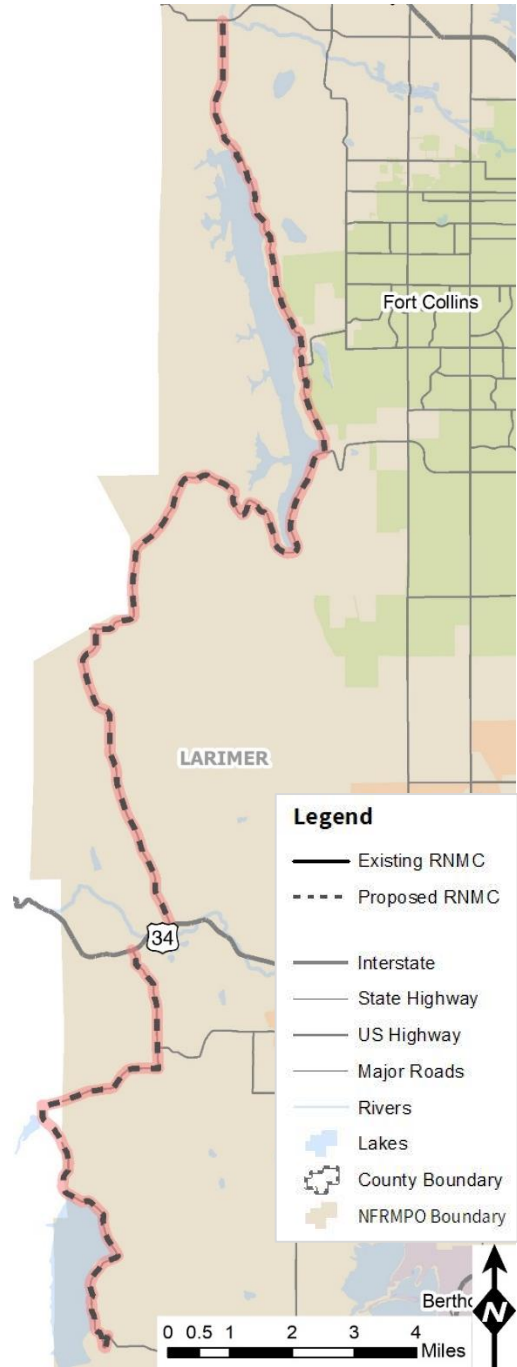 Fort Collins
LARIMER
34
Legend
Existing RNMC
Proposed RNMC
Interstate
State Highway
US Highway
Major Roads
Rivers
Lakes
County Boundary
NFRMPO Boundary
Bertho
N
0 0.5 1 2 3 4
Miles